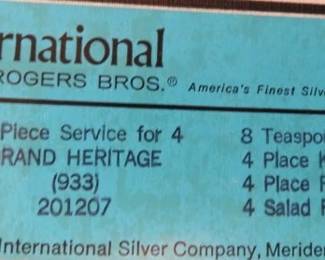 rnational
ROGERS BROS.® America's Finest Silv
Piece Service for 4 8 Teaspo
RAND HERITAGE 4 Place K
(933) 4 Place F
201207 4 Salad F
International Silver Company, Meride